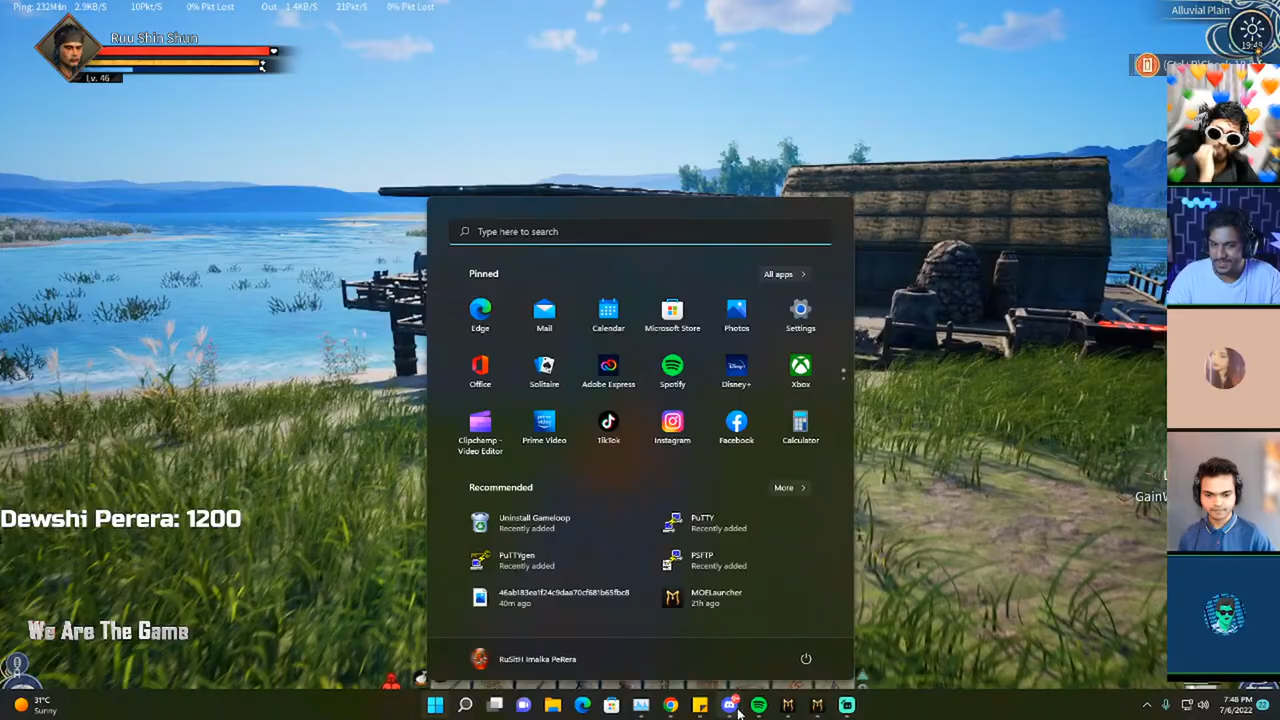 Ping: 232Min 2.9KB/S 10Pkt/S 0% Pkt Lost Out 1.4KB/S 21Pkt/S 0% Pkt Lost
Alluvial Plain
Ruu Shin Shun
Lv. 46
Type here to search
Pinned
All apps
Edge
Mail
Calendar
Microsoft Store
Photos
Settings
Office
Solitaire
Adobe Express
Spotify
Disney+
Xbox
Clipchamp - Video Editor
Prime Video
TikTok
Instagram
Facebook
Calculator
Recommended
More
Uninstall Gameloop
Recently added
PuTTY
Recently added
PuTTYgen
Recently added
PSFTP
Recently added
46ab183ea1f24c9daa70cf681b65fbc8
40m ago
MOELauncher
21h ago
Dewshi Perera: 1200
We Are The Game
RuSitH Imalka PeRera
31°C
Sunny
7:48 PM
7/6/2022
22